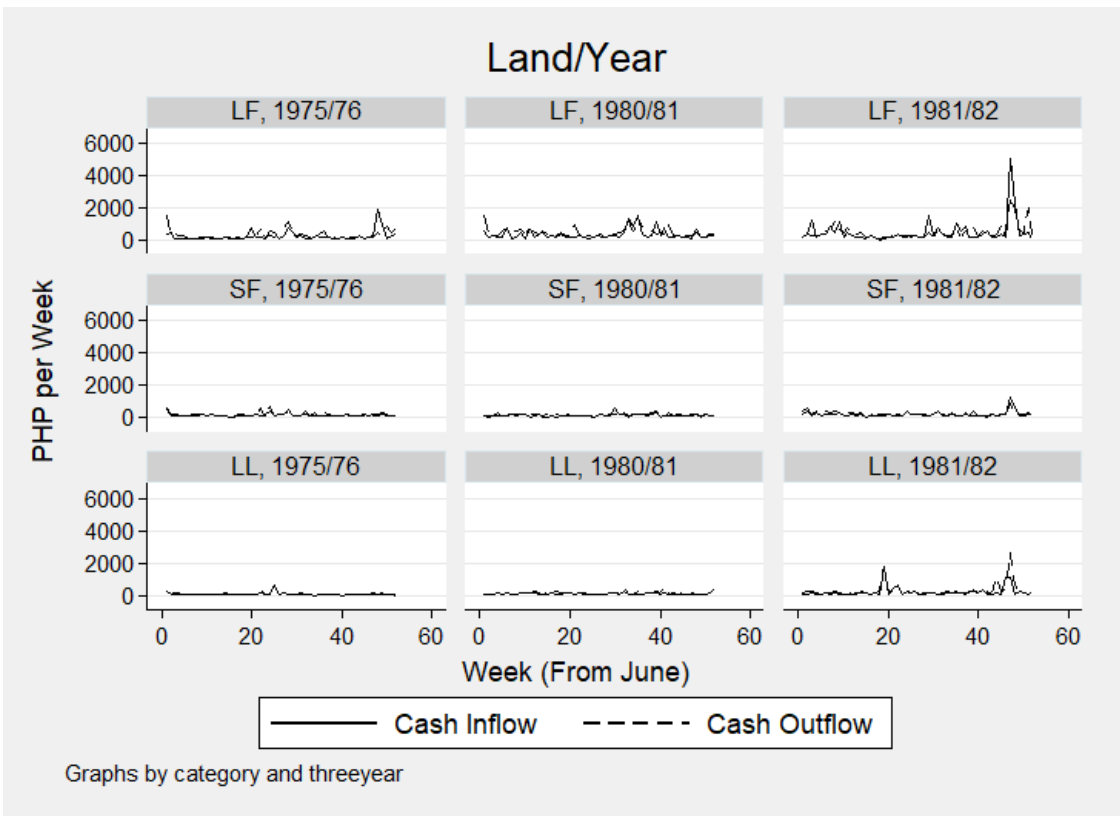 Land/Year
LF, 1975/76
LF, 1980/81
LF, 1981/82
6000
4000
2000
0
SF, 1975/76
SF, 1980/81
SF, 1981/82
6000
4000
2000
0
LL, 1975/76
LL, 1980/81
LL, 1981/82
6000
4000
2000
0
PHP per Week
0 20 40 60
0 20 40 60
0 20 40 60
Week (From June)
Cash Inflow
Cash Outflow
Graphs by category and threeyear